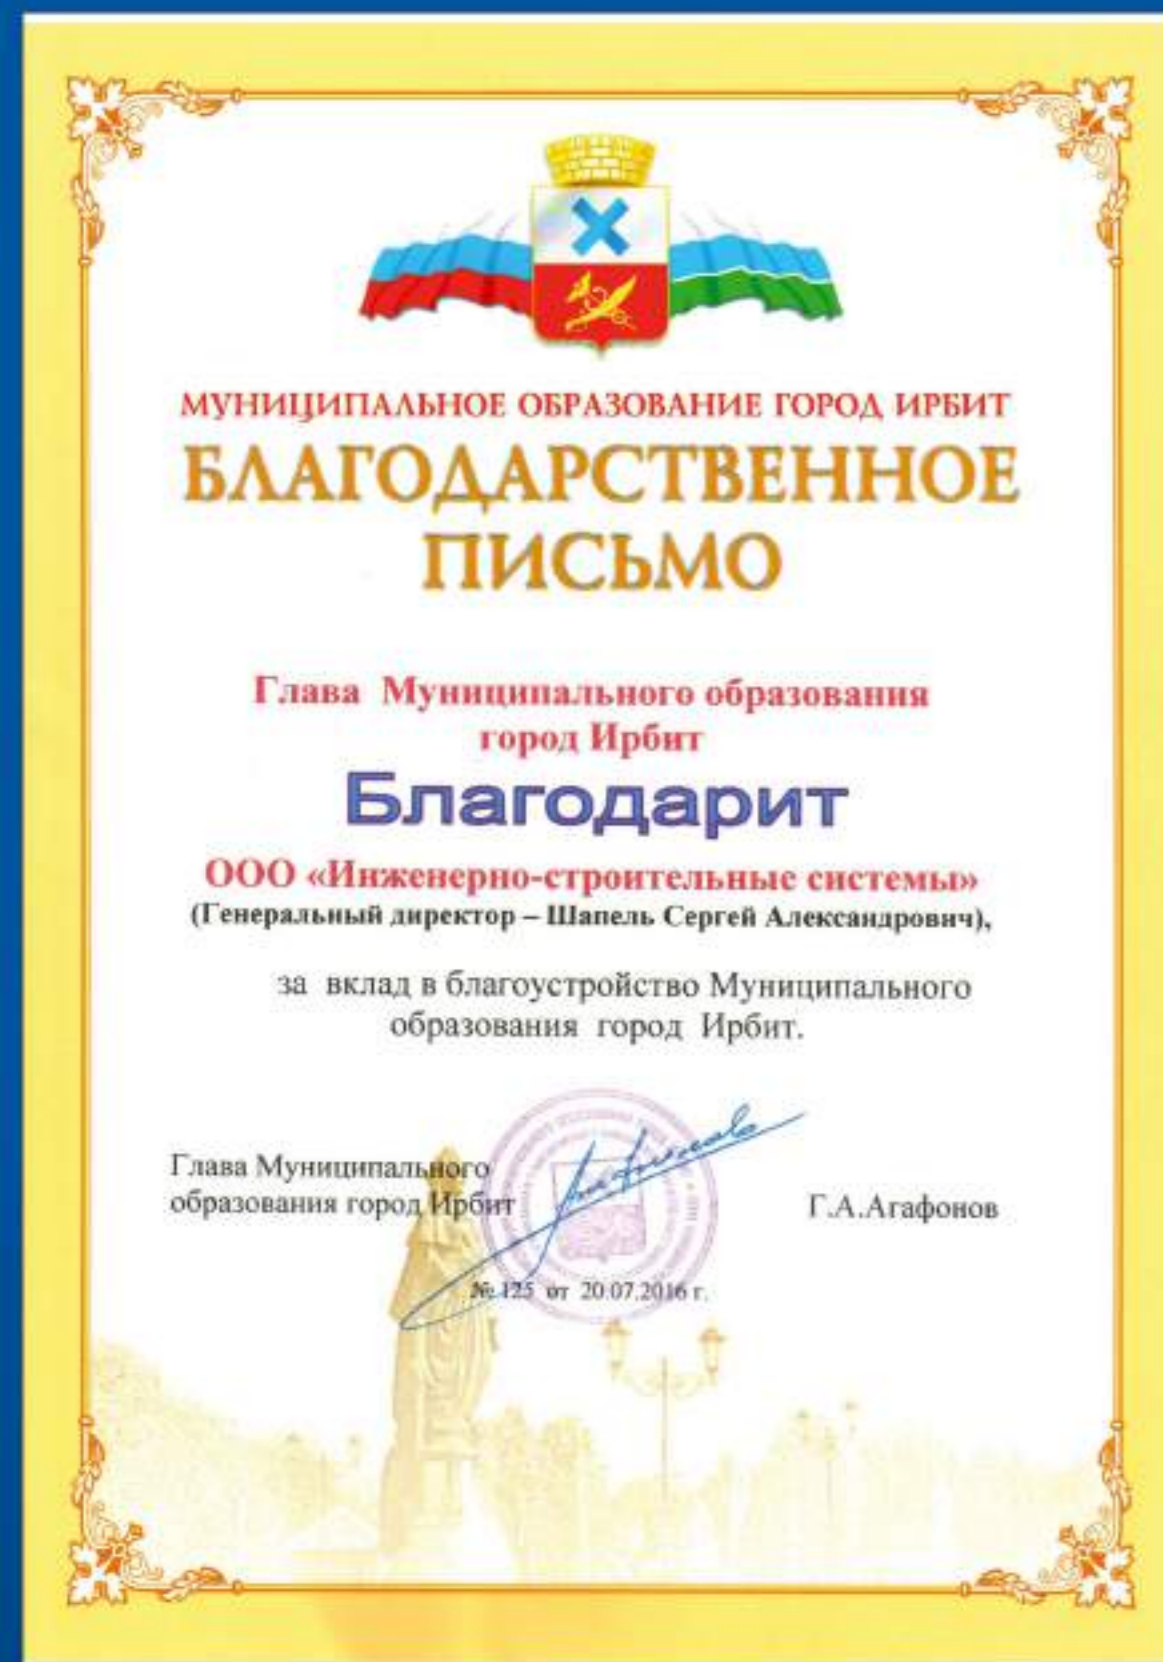 МУНИЦИПАЛЬНОЕ ОБРАЗОВАНИЕ ГОРОД ИРБИТ
БЛАГОДАРСТВЕННОЕ
ПИСЬМО
Глава Муниципального образования
город Ирбит
Благодарит
ООО «Инженерно-строительные системы»
(Генеральный директор – Шапель Сергей Александрович),
за вклад в благоустройство Муниципального
образования город Ирбит.
Глава Муниципального
образования город Ирбит
Г.А.Агафонов
№ 125 от 20.07.2016 г.